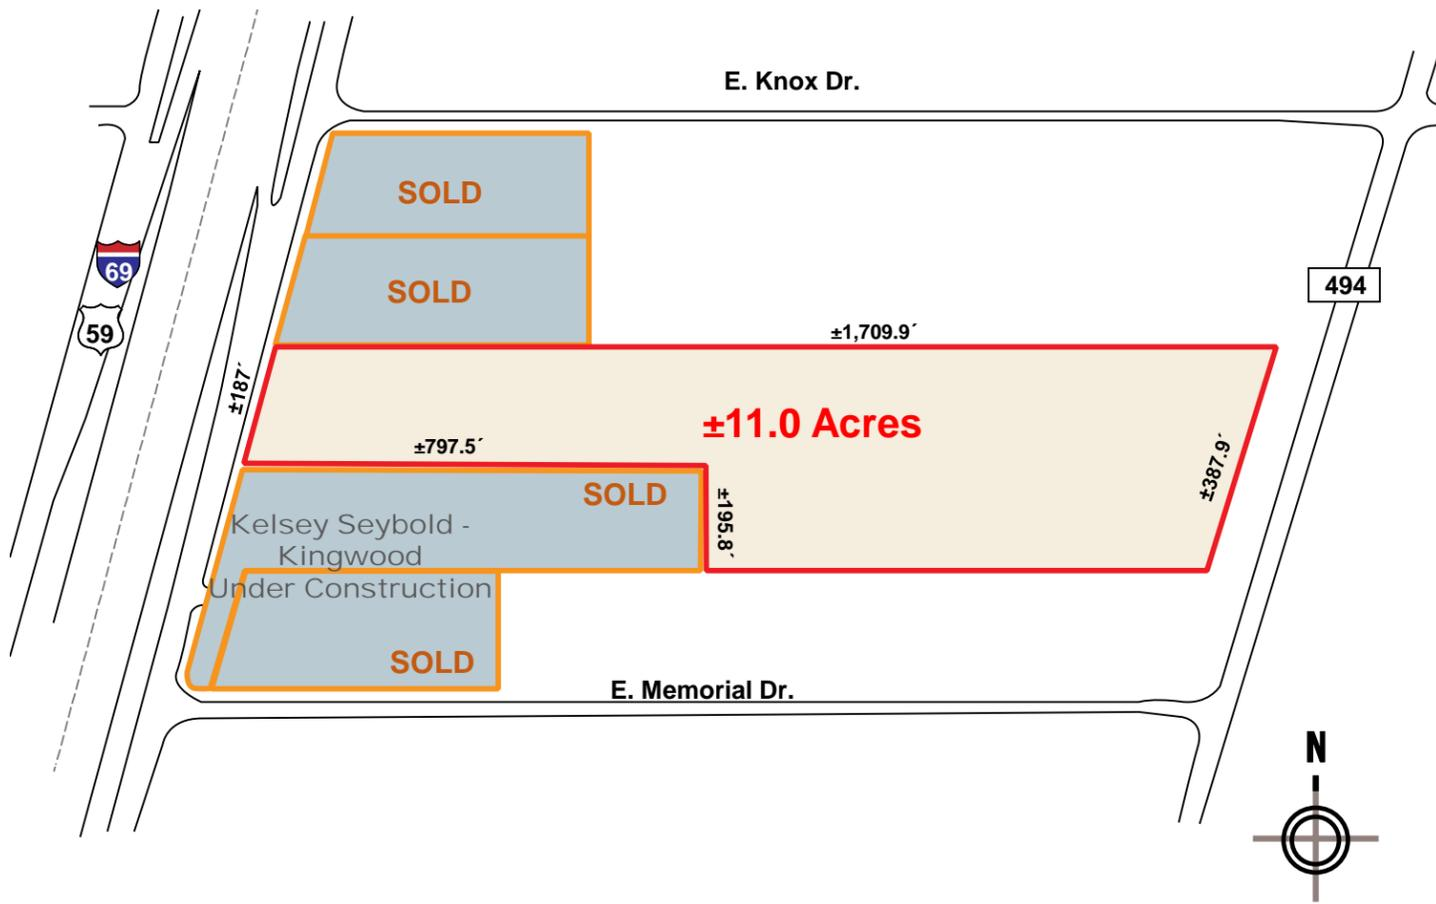 E. Knox Dr.
SOLD
69
494
SOLD
59
±1,709.9´
±187´
±11.0 Acres
±797.5´
±387.9´
SOLD
±195.8´
Kelsey Seybold -
Kingwood
Under Construction
SOLD
E. Memorial Dr.
N